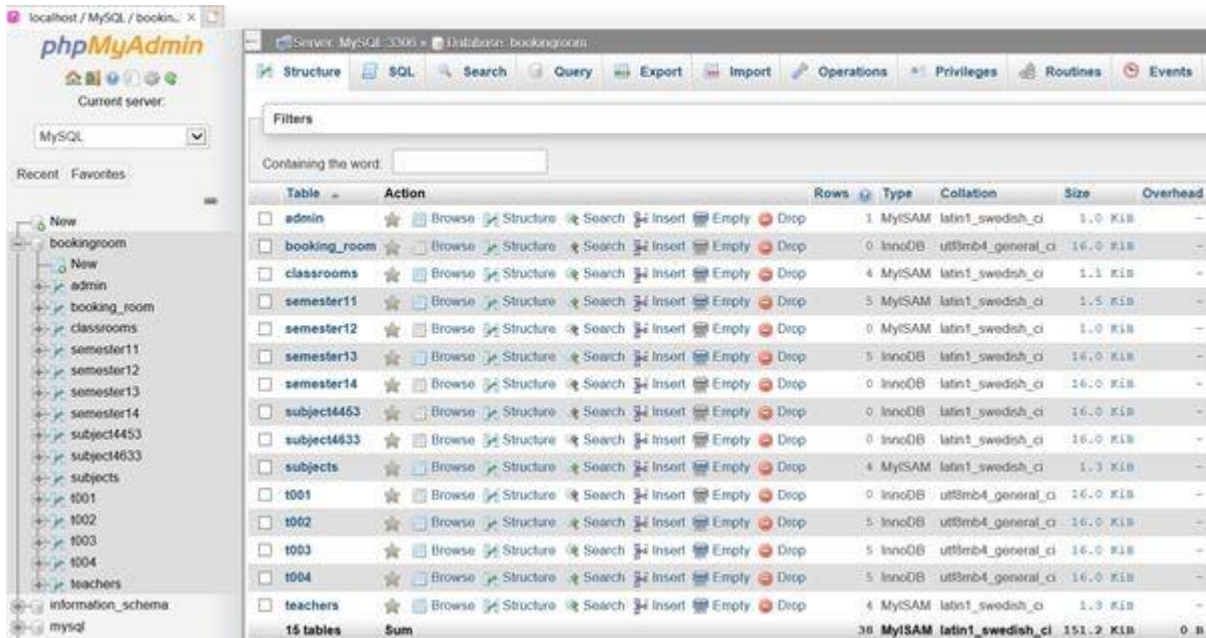 localhost / MySQL / bookin...
phpMyAdmin
Current server:
MySQL
Recent Favorites
New
bookingroom
New
admin
booking_room
classrooms
semester11
semester12
semester13
semester14
subject4453
subject4633
subjects
t001
t002
t003
t004
teachers
information_schema
mysql
Server: MySQL:3306 » Database: bookingroom
Structure SQL Search Query Export Import Operations Privileges Routines Events
Filters
Containing the word:
Table Action Rows Type Collation Size Overhead
admin Browse Structure Search Insert Empty Drop 1 MyISAM latin1_swedish_ci 1.0 KiB -
booking_room Browse Structure Search Insert Empty Drop 0 InnoDB utf8mb4_general_ci 16.0 KiB -
classrooms Browse Structure Search Insert Empty Drop 4 MyISAM latin1_swedish_ci 1.1 KiB -
semester11 Browse Structure Search Insert Empty Drop 5 MyISAM latin1_swedish_ci 1.5 KiB -
semester12 Browse Structure Search Insert Empty Drop 0 MyISAM latin1_swedish_ci 1.0 KiB -
semester13 Browse Structure Search Insert Empty Drop 5 InnoDB latin1_swedish_ci 16.0 KiB -
semester14 Browse Structure Search Insert Empty Drop 0 InnoDB latin1_swedish_ci 16.0 KiB -
subject4453 Browse Structure Search Insert Empty Drop 0 InnoDB latin1_swedish_ci 16.0 KiB -
subject4633 Browse Structure Search Insert Empty Drop 0 InnoDB latin1_swedish_ci 16.0 KiB -
subjects Browse Structure Search Insert Empty Drop 4 MyISAM latin1_swedish_ci 1.3 KiB -
t001 Browse Structure Search Insert Empty Drop 0 InnoDB utf8mb4_general_ci 16.0 KiB -
t002 Browse Structure Search Insert Empty Drop 5 InnoDB utf8mb4_general_ci 16.0 KiB -
t003 Browse Structure Search Insert Empty Drop 5 InnoDB utf8mb4_general_ci 16.0 KiB -
t004 Browse Structure Search Insert Empty Drop 5 InnoDB utf8mb4_general_ci 16.0 KiB -
teachers Browse Structure Search Insert Empty Drop 4 MyISAM latin1_swedish_ci 1.3 KiB -
15 tables Sum 38 MyISAM latin1_swedish_ci 151.2 KiB 0 B